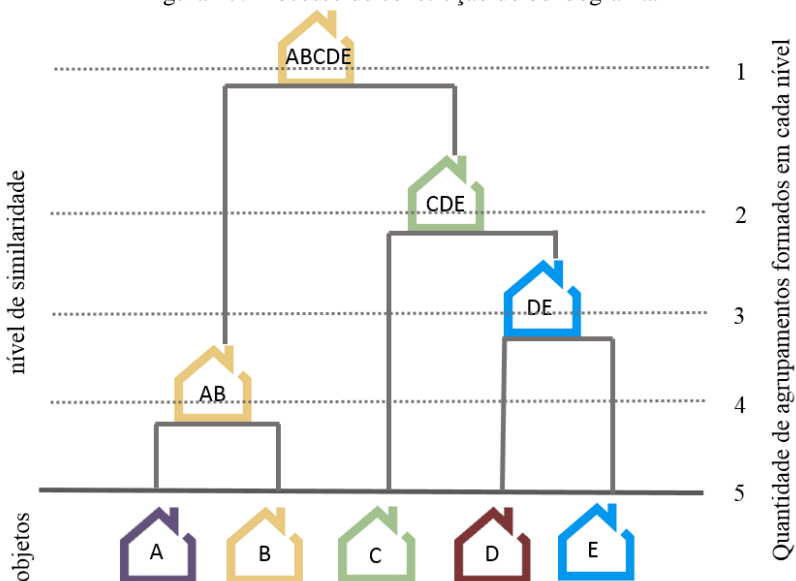 ABCDE
1
CDE
2
DE
3
AB
4
5
A
B
C
D
E
nível de similaridade
objetos
Quantidade de agrupamentos formados em cada nível